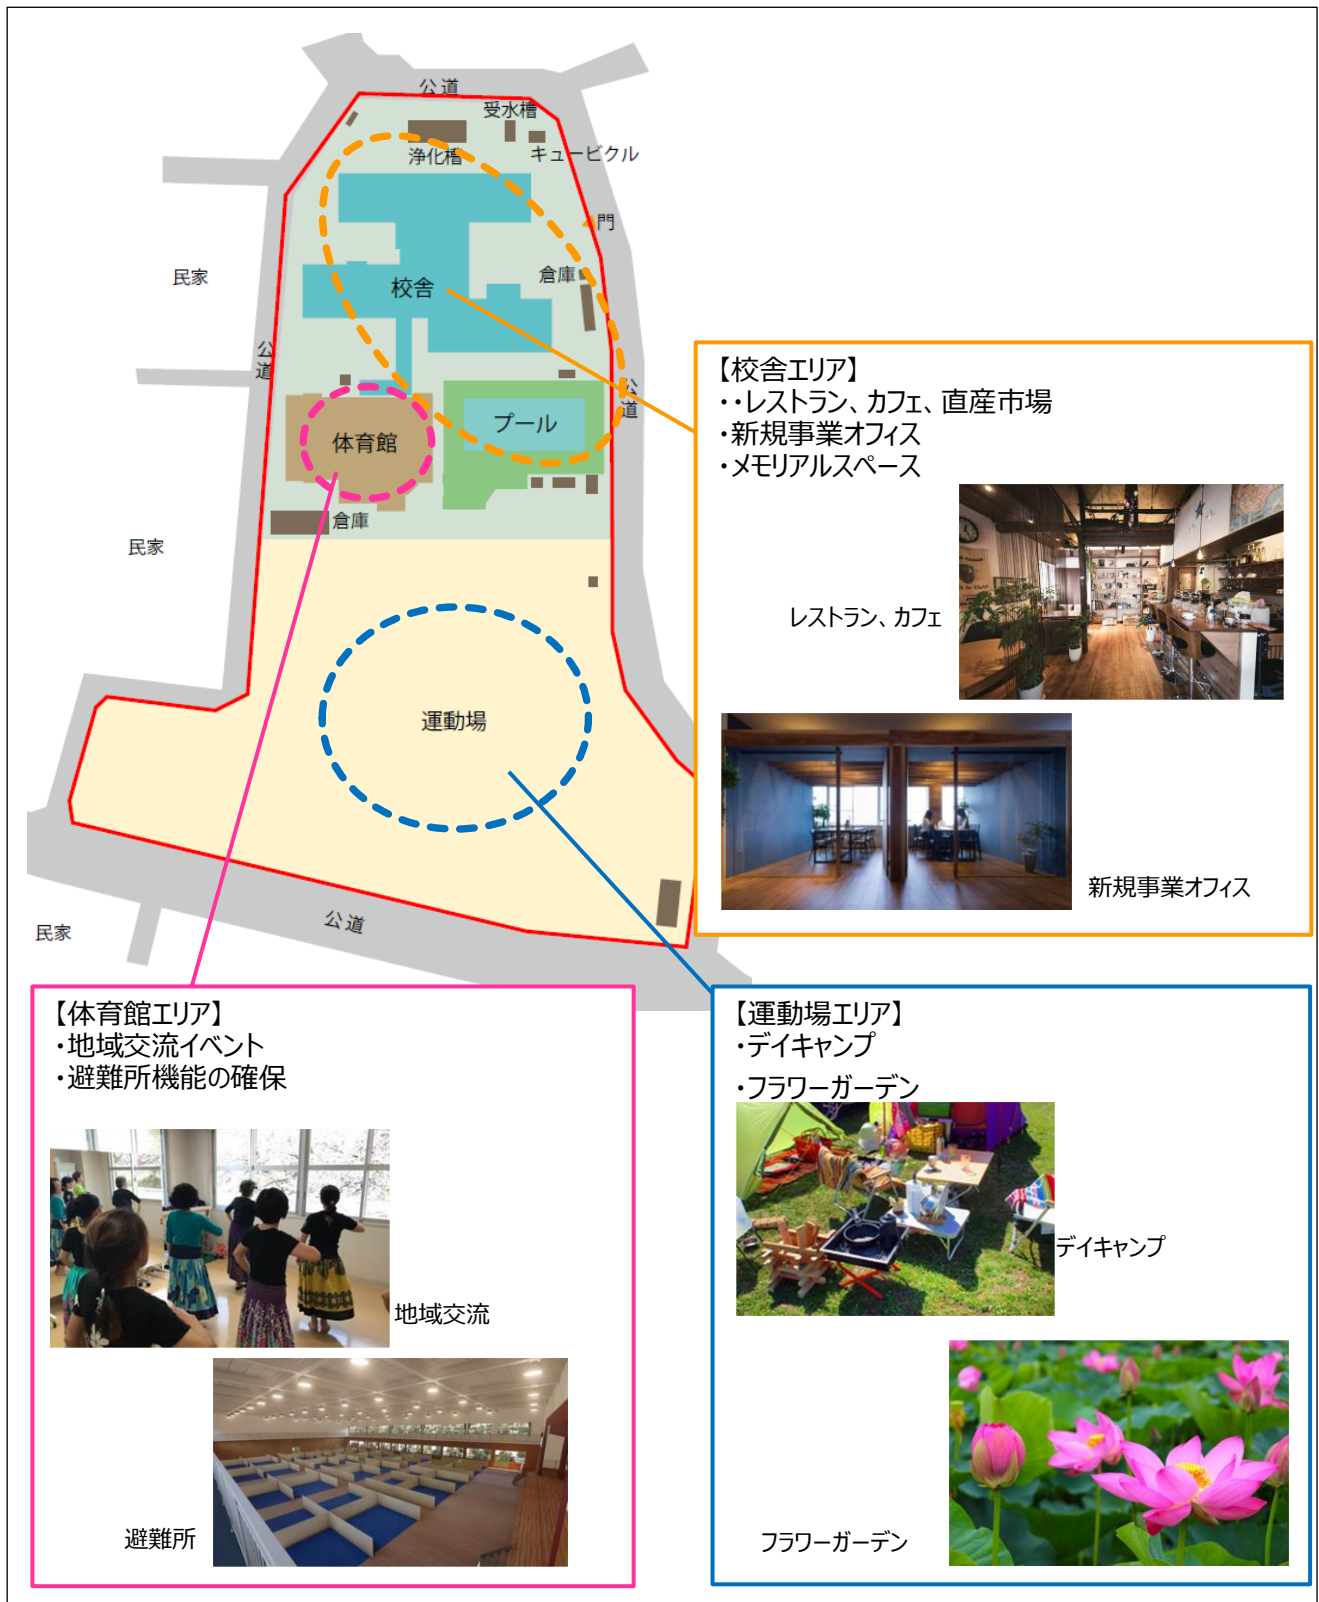 公道
受水槽
浄化槽
キュービクル
門
民家
倉庫
校舎
公道
公道
プール
体育館
倉庫
民家
運動場
公道
民家
【校舎エリア】
・・レストラン、カフェ、直産市場
・新規事業オフィス
・メモリアルスペース
レストラン、カフェ
新規事業オフィス
【体育館エリア】
・地域交流イベント
・避難所機能の確保
地域交流
避難所
【運動場エリア】
・デイキャンプ
・フラワーガーデン
デイキャンプ
フラワーガーデン